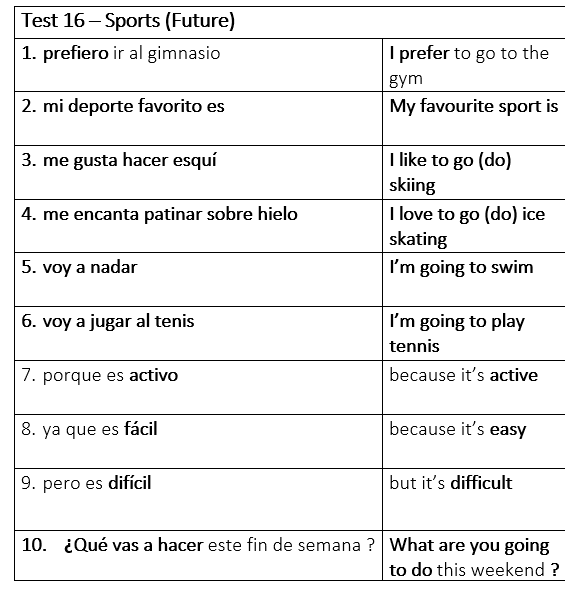 Test 16 – Sports (Future)
1. prefiero ir al gimnasio
I prefer to go to the
gym
2. mi deporte favorito es
My favourite sport is
3. me gusta hacer esquí
I like to go (do)
skiing
4. me encanta patinar sobre hielo
I love to go (do) ice
skating
5. voy a nadar
I'm going to swim
6. voy a jugar al tenis
I'm going to play
tennis
7. porque es activo
because it's active
8. ya que es fácil
because it's easy
9. pero es difícil
but it's difficult
10. ¿Qué vas a hacer este fin de semana ?
What are you going
to do this weekend ?